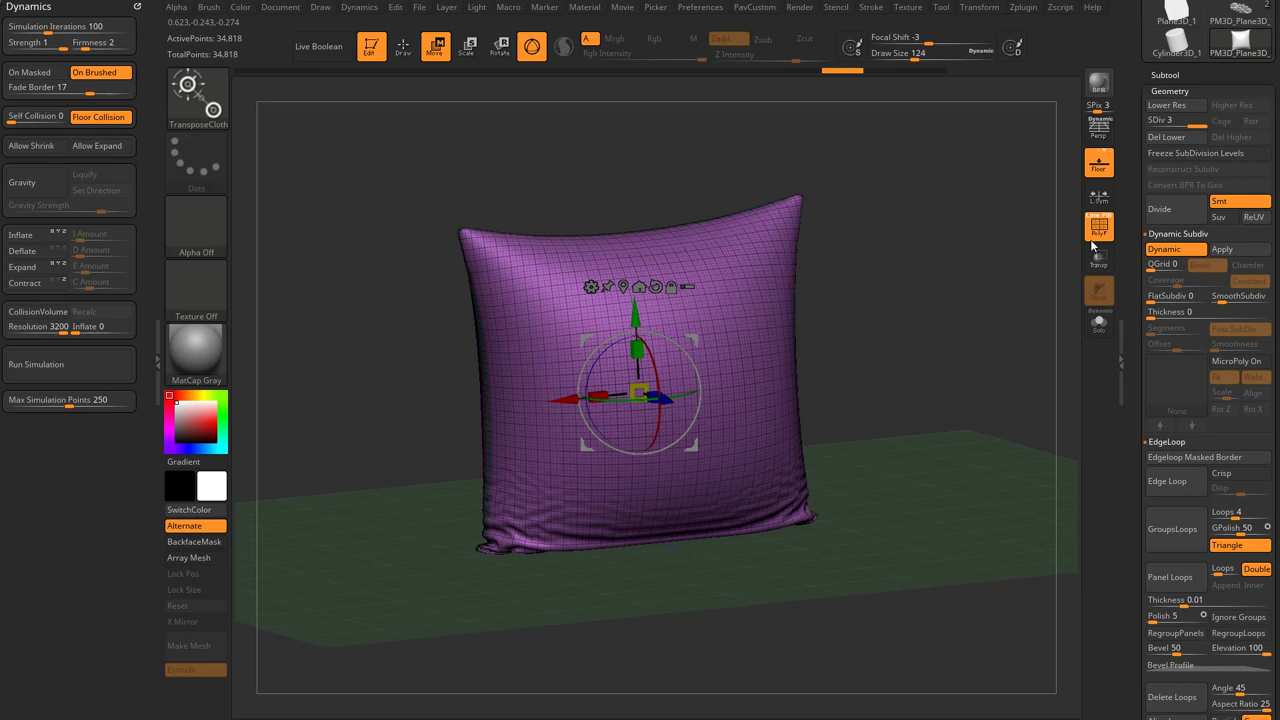 Dynamics
Simulation Iterations 100
Strength 1 Firmness 2
On Masked On Brushed
Fade Border 17
Self Collision 0 Floor Collision
Allow Shrink Allow Expand
Gravity Liquify
Set Direction
Gravity Strength
Inflate I Amount
Deflate D Amount
Expand E Amount
Contract C Amount
CollisionVolume Recalc
Resolution 3200 Inflate 0
Run Simulation
Max Simulation Points 250
Alpha Brush Color Document Draw Dynamics Edit File Layer Light Macro Marker Material Movie Picker Preferences PavCustom Render Stencil Stroke Texture Tool Transform Zplugin Zscript Help
0.623,-0.243,-0.274
ActivePoints: 34,818
TotalPoints: 34,818
Live Boolean
Edit Draw Move Scale Rotate
A Mrgb Rgb M Zadd Zsub Zcut
Rgb Intensity Z Intensity
S
Focal Shift -3
Draw Size 124 Dynamic
D
TransposeCloth
Dots
Alpha Off
Texture Off
MatCap Gray
Gradient
SwitchColor
Alternate
BackfaceMask
Array Mesh
Lock Pos
Lock Size
Reset
X Mirror
Make Mesh
Extrude
BPR
SPix 3
Dynamic
Persp
Floor
L.Sym
Line Fill
PolyF
Transp
Dynamic
Solo
2
Plane3D_1 PM3D_Plane3D_
Cylinder3D_1 PM3D_Plane3D_
Subtool
Geometry
Lower Res Higher Res
SDiv 3 Cage Rstr
Del Lower Del Higher
Freeze SubDivision Levels
Reconstruct Subdiv
Convert BPR To Geo
Divide Smt
Suv ReUV
Dynamic Subdiv
Dynamic Apply
QGrid 0 Bevel Chamfer
Coverage Constant
FlatSubdiv 0 SmoothSubdiv
Thickness 0
Segments Post SubDiv
Offset Smoothness
MicroPoly On
Fit Weld
Scale Align
None Rot Z Rot X
EdgeLoop
Edgeloop Masked Border
Edge Loop Crisp
Disp
Loops 4
GroupsLoops GPolish 50
Triangle
Panel Loops Loops Double
Append Inner
Thickness 0.01
Polish 5 Ignore Groups
RegroupPanels RegroupLoops
Bevel 50 Elevation 100
Bevel Profile
Delete Loops Angle 45
Aspect Ratio 25